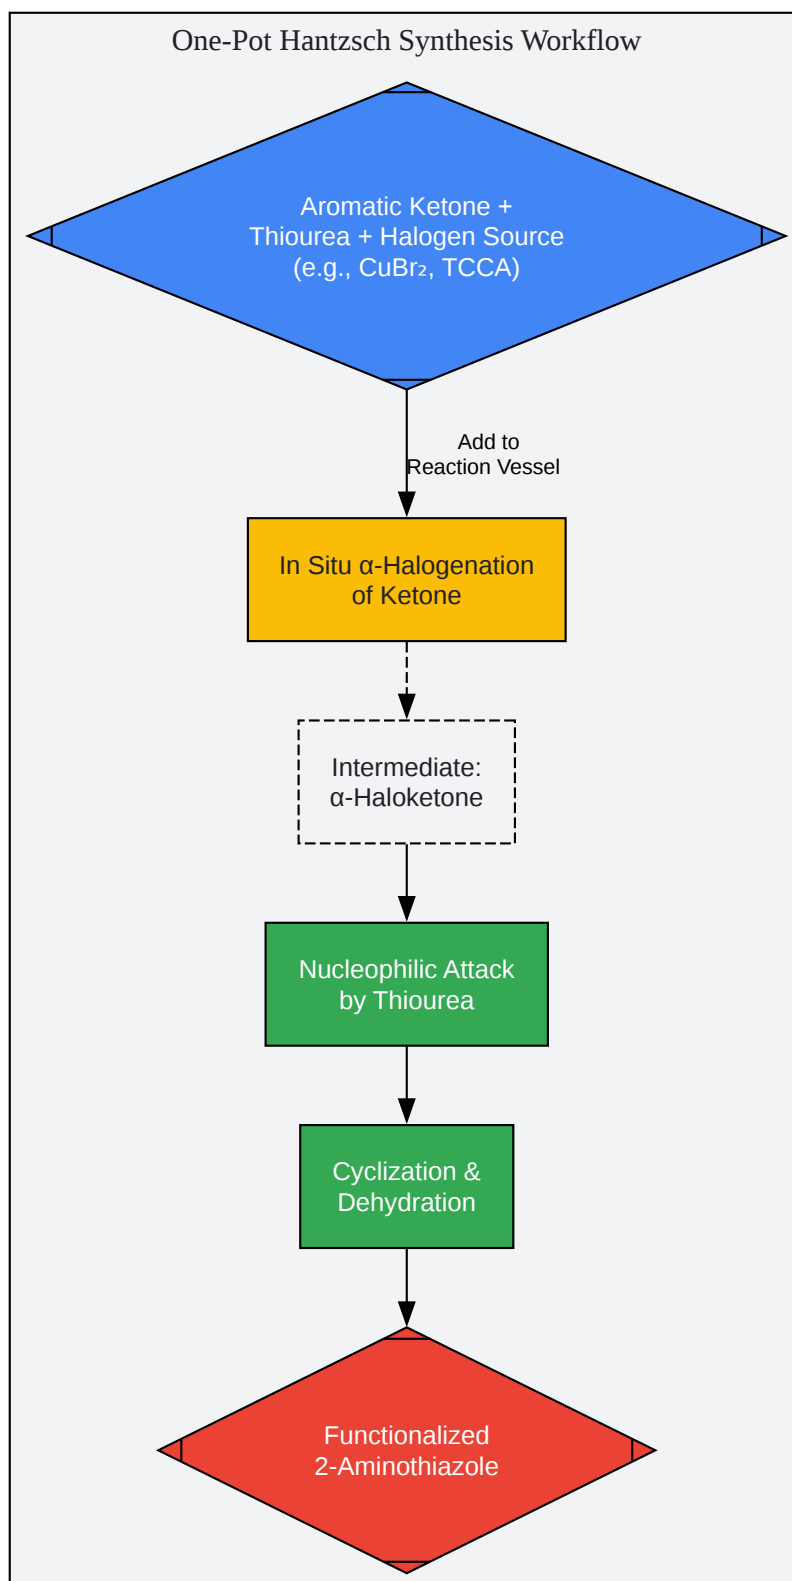 One-Pot Hantzsch Synthesis Workflow
Aromatic Ketone +
Thiourea + Halogen Source
(e.g., CuBr₂, TCCA)
Add to
Reaction Vessel
In Situ α-Halogenation
of Ketone
Intermediate:
α-Haloketone
Nucleophilic Attack
by Thiourea
Cyclization &
Dehydration
Functionalized
2-Aminothiazole